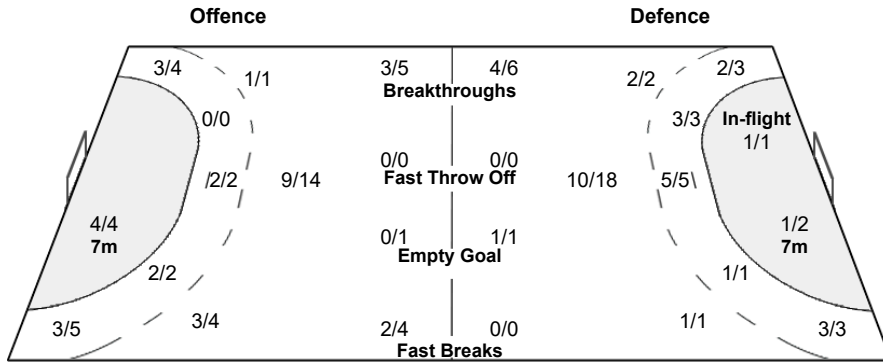 Offence Defence
3/4 1/1 3/5 4/6 2/2 2/3
Breakthroughs
0/0 3/3 In-flight
1/1
0/0 0/0
2/2 9/14 Fast Throw Off 10/18 5/5
4/4 0/1 1/1 1/2
7m Empty Goal 7m
2/2 1/1
3/5 3/4 2/4 0/0 1/1 3/3
Fast Breaks